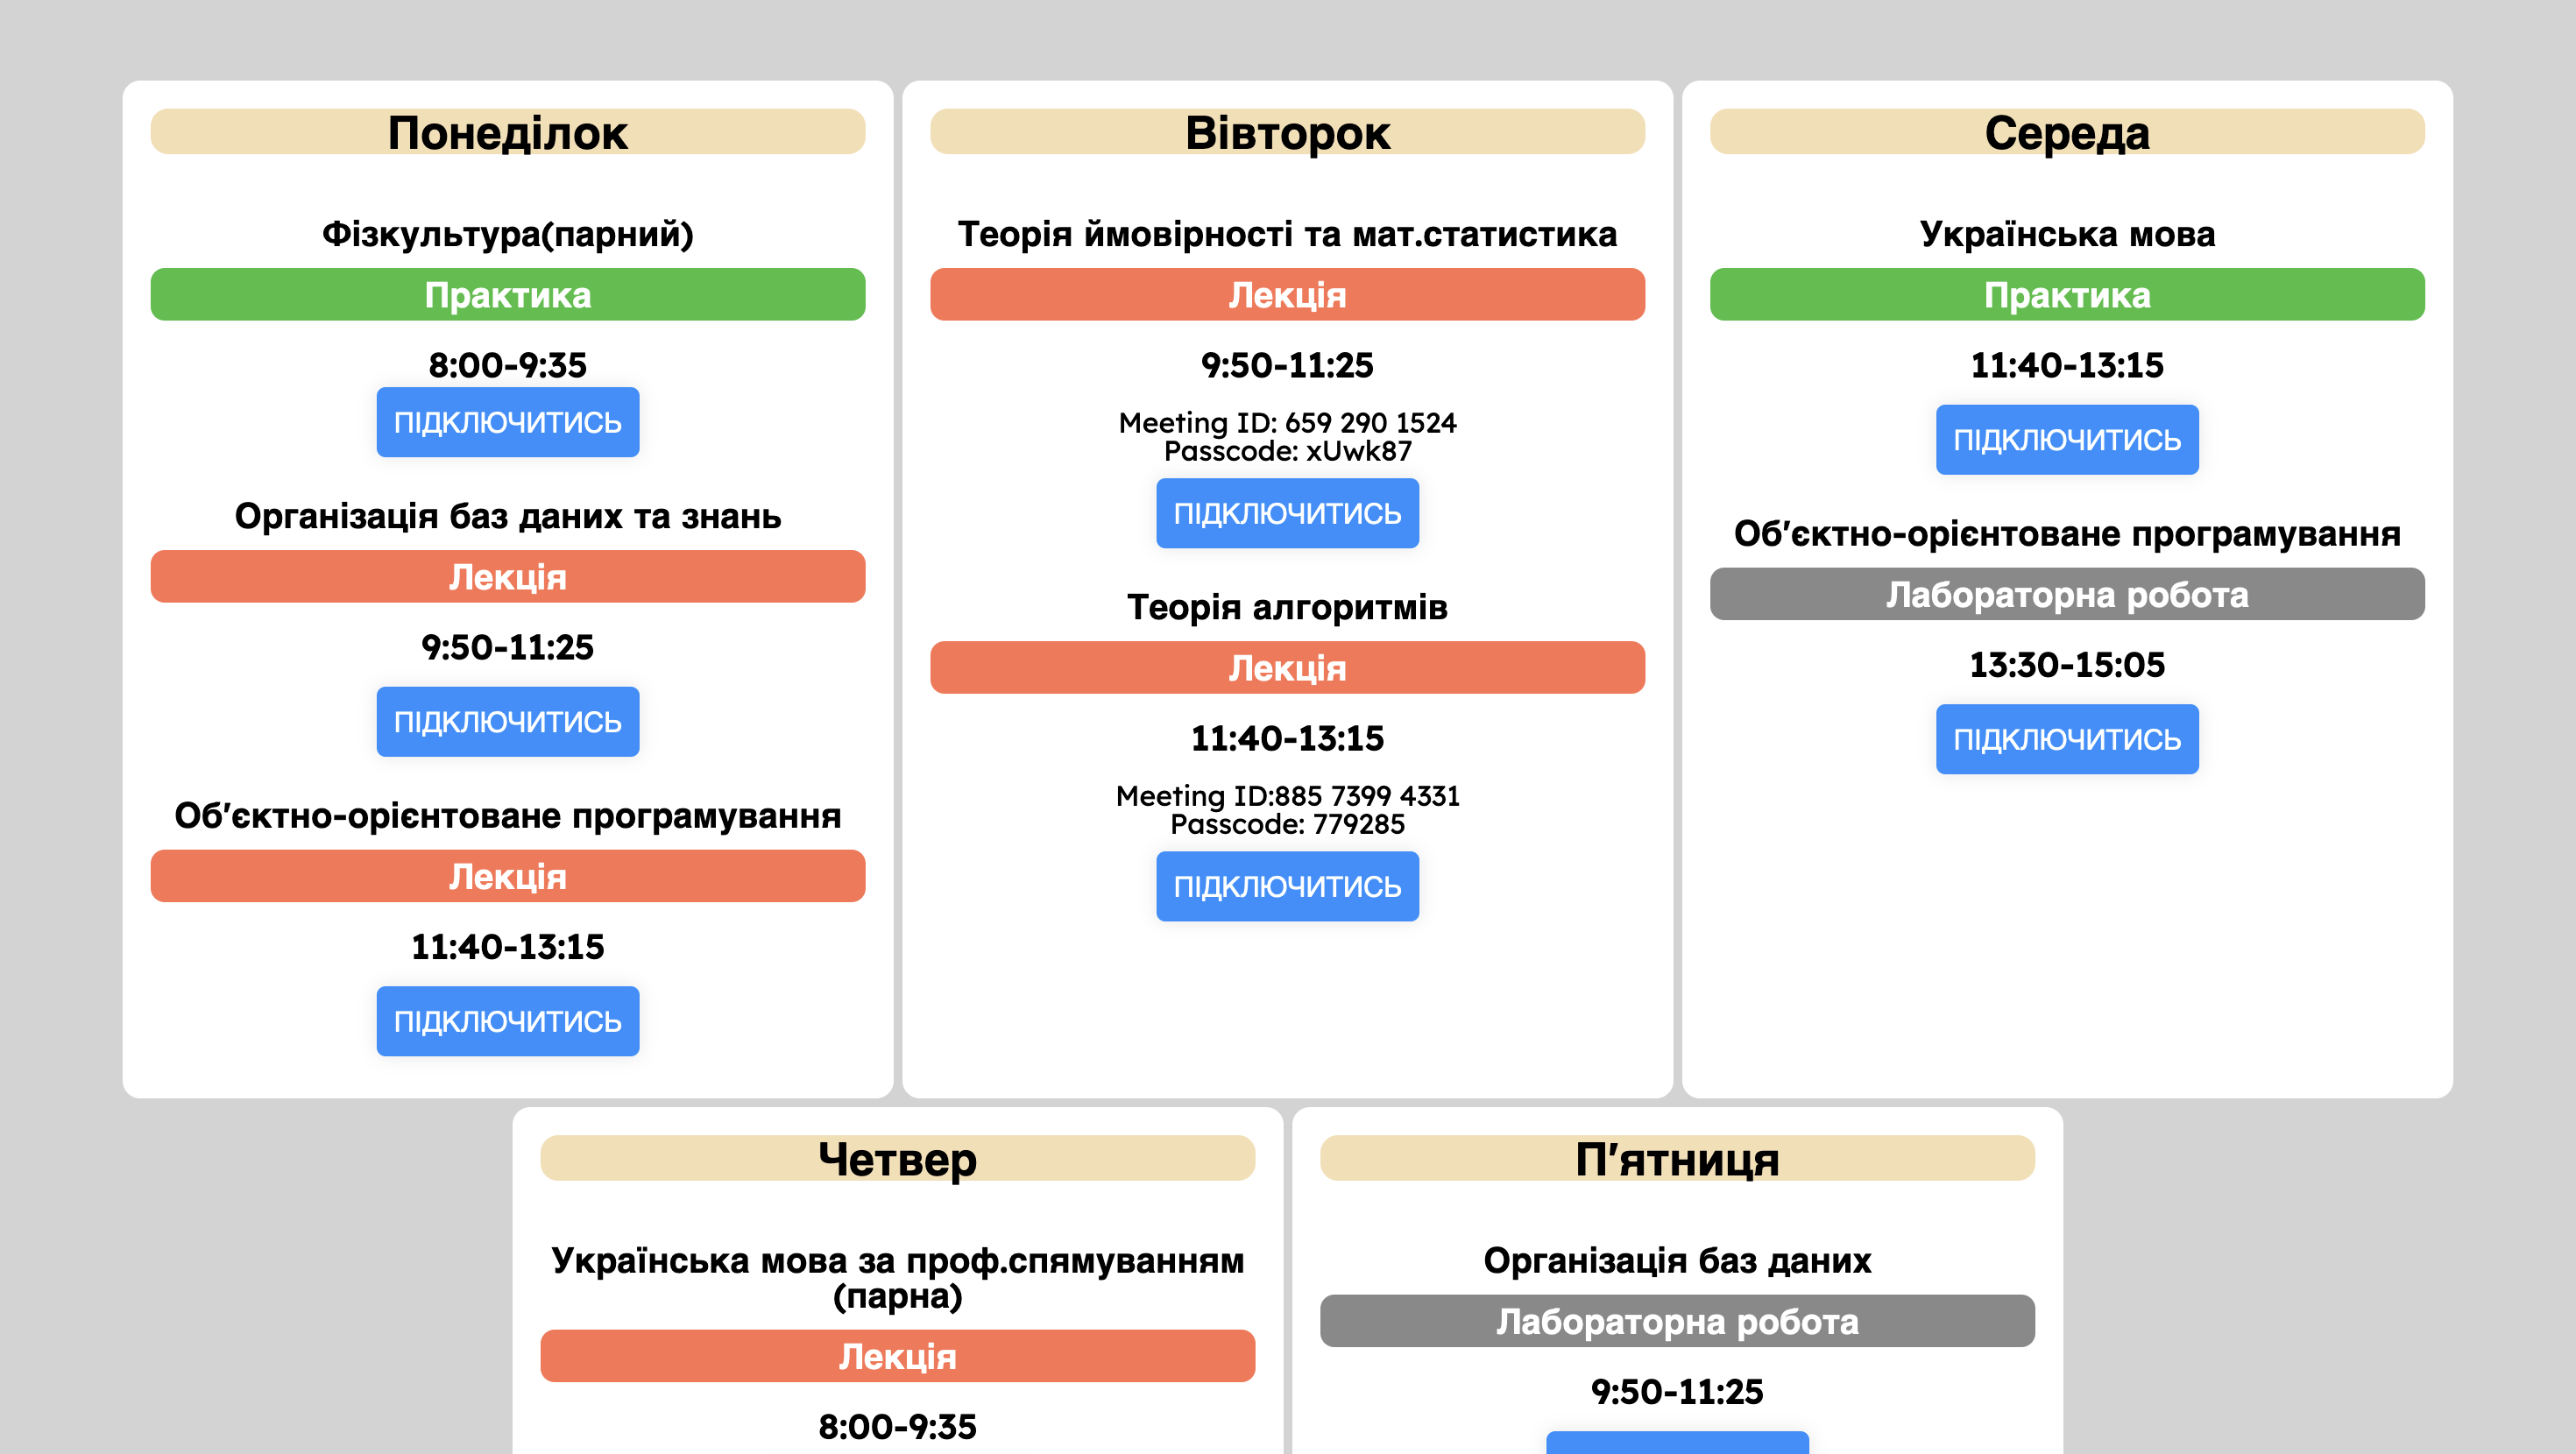 Понеділок
Фізкультура(парний)
Практика
8:00-9:35
ПІДКЛЮЧИТИСЬ
Організація баз даних та знань
Лекція
9:50-11:25
ПІДКЛЮЧИТИСЬ
Об'єктно-орієнтоване програмування
Лекція
11:40-13:15
ПІДКЛЮЧИТИСЬ
Вівторок
Теорія ймовірності та мат.статистика
Лекція
9:50-11:25
Meeting ID: 659 290 1524
Passcode: xUwk87
ПІДКЛЮЧИТИСЬ
Теорія алгоритмів
Лекція
11:40-13:15
Meeting ID:885 7399 4331
Passcode: 779285
ПІДКЛЮЧИТИСЬ
Середа
Українська мова
Практика
11:40-13:15
ПІДКЛЮЧИТИСЬ
Об'єктно-орієнтоване програмування
Лабораторна робота
13:30-15:05
ПІДКЛЮЧИТИСЬ
Четвер
Українська мова за проф.спямуванням
(парна)
Лекція
8:00-9:35
П'ятниця
Організація баз даних
Лабораторна робота
9:50-11:25